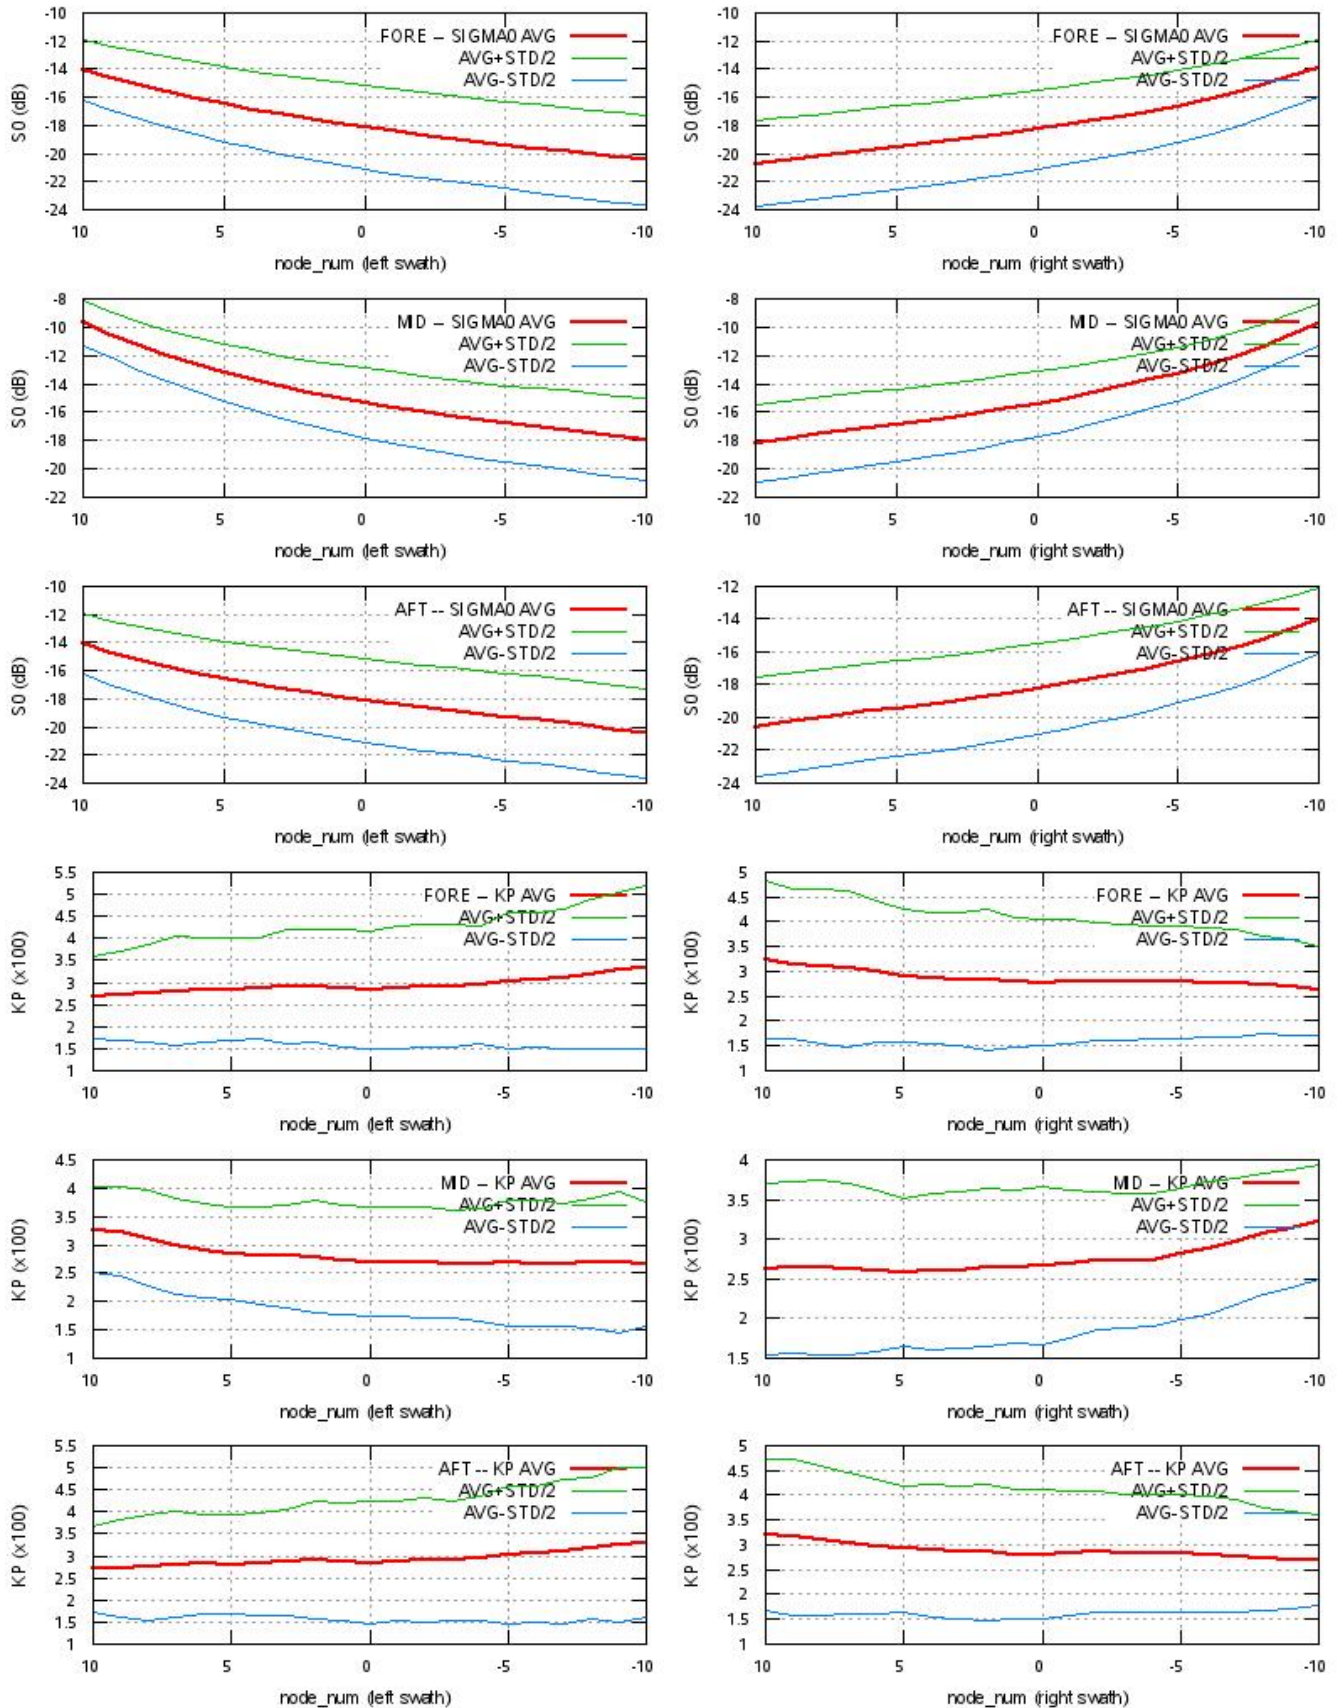 -10
-12
-14
-16
-18
-20
-22
-24
S0 (dB)
FORE -- SIGMA0 AVG
AVG+STD/2
AVG-STD/2
10 5 0 -5 -10
node_num (left swath)
-10
-12
-14
-16
-18
-20
-22
-24
S0 (dB)
FORE -- SIGMA0 AVG
AVG+STD/2
AVG-STD/2
10 5 0 -5 -10
node_num (right swath)
-8
-10
-12
-14
-16
-18
-20
-22
S0 (dB)
MID -- SIGMA0 AVG
AVG+STD/2
AVG-STD/2
10 5 0 -5 -10
node_num (left swath)
-8
-10
-12
-14
-16
-18
-20
-22
S0 (dB)
MID -- SIGMA0 AVG
AVG+STD/2
AVG-STD/2
10 5 0 -5 -10
node_num (right swath)
-10
-12
-14
-16
-18
-20
-22
-24
S0 (dB)
AFT -- SIGMA0 AVG
AVG+STD/2
AVG-STD/2
10 5 0 -5 -10
node_num (left swath)
-12
-14
-16
-18
-20
-22
-24
S0 (dB)
AFT -- SIGMA0 AVG
AVG+STD/2
AVG-STD/2
10 5 0 -5 -10
node_num (right swath)
5.5
5
4.5
4
3.5
3
2.5
2
1.5
1
KP (x100)
FORE -- KP AVG
AVG+STD/2
AVG-STD/2
10 5 0 -5 -10
node_num (left swath)
5
4.5
4
3.5
3
2.5
2
1.5
1
KP (x100)
FORE -- KP AVG
AVG+STD/2
AVG-STD/2
10 5 0 -5 -10
node_num (right swath)
4.5
4
3.5
3
2.5
2
1.5
1
KP (x100)
MID -- KP AVG
AVG+STD/2
AVG-STD/2
10 5 0 -5 -10
node_num (left swath)
4
3.5
3
2.5
2
1.5
KP (x100)
MID -- KP AVG
AVG+STD/2
AVG-STD/2
10 5 0 -5 -10
node_num (right swath)
5.5
5
4.5
4
3.5
3
2.5
2
1.5
1
KP (x100)
AFT -- KP AVG
AVG+STD/2
AVG-STD/2
10 5 0 -5 -10
node_num (left swath)
5
4.5
4
3.5
3
2.5
2
1.5
1
KP (x100)
AFT -- KP AVG
AVG+STD/2
AVG-STD/2
10 5 0 -5 -10
node_num (right swath)